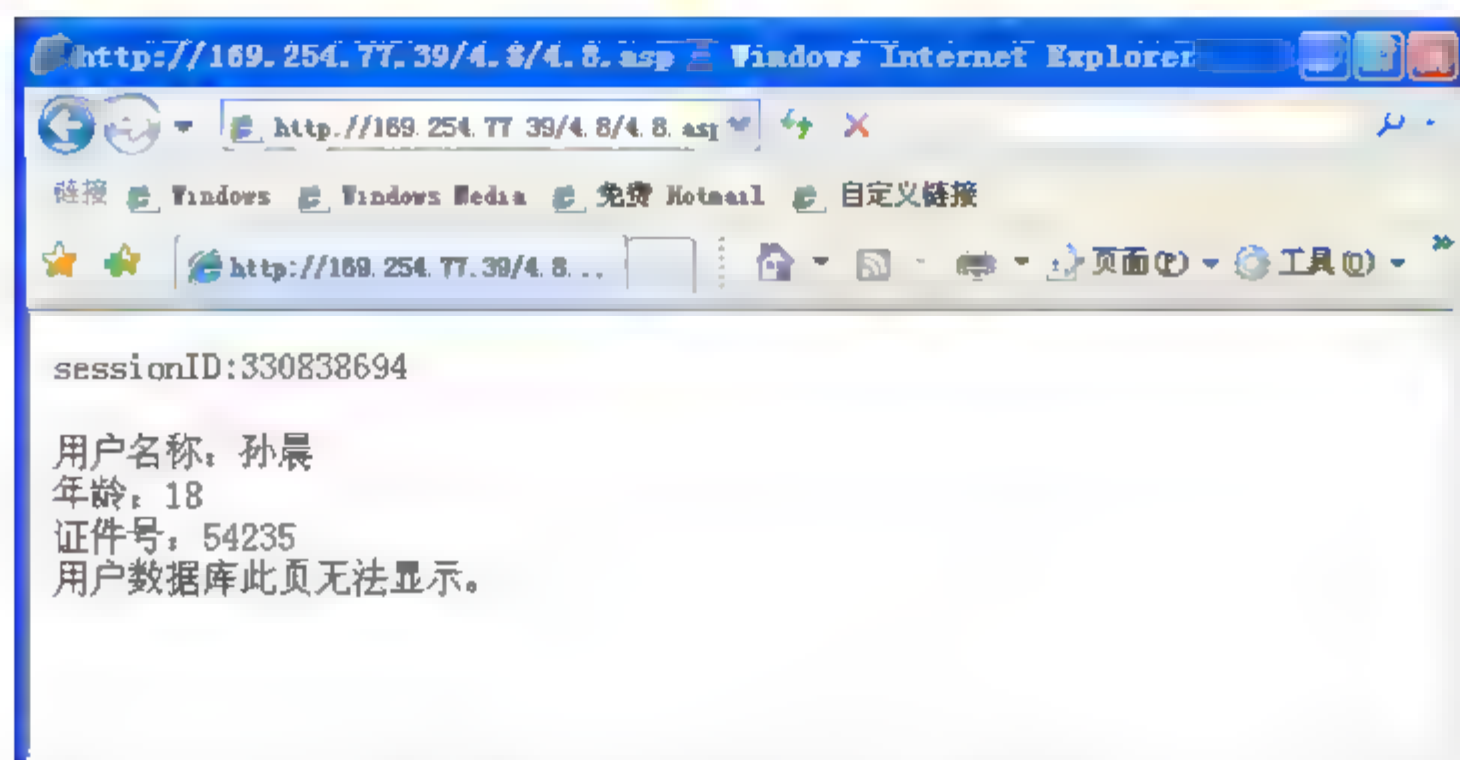 http://169.254.77.39/4.8/4.8.asp - Windows Internet Explorer
http://169.254.77.39/4.8/4.8.asp
链接 Windows Windows Media 免费 Hotmail 自定义链接
http://169.254.77.39/4.8... 页面(P) 工具(O)
sessionID:330838694
用户名称：孙晨
年龄：18
证件号：54235
用户数据库此页无法显示。